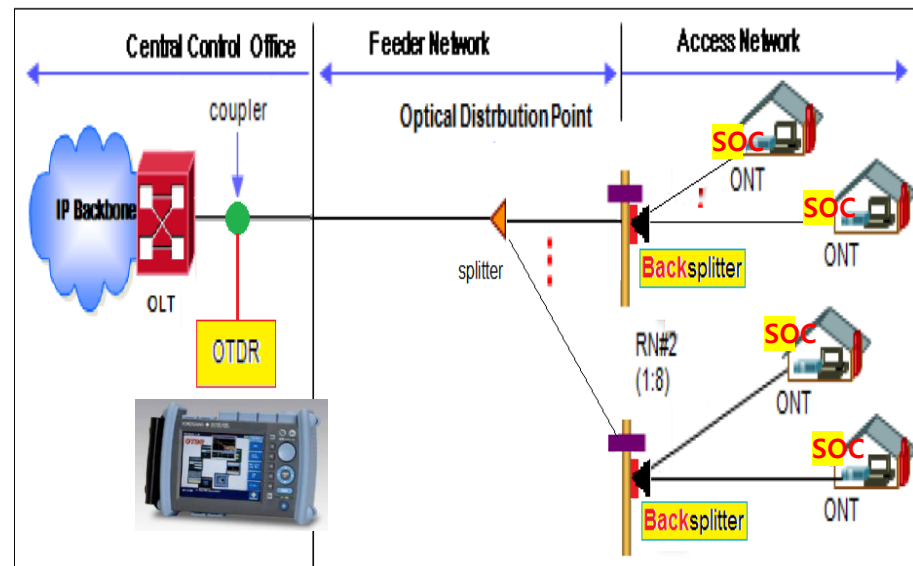 Central Control Office
Feeder Network
Access Network
coupler
Optical Distrbution Point
IP Backbone
OLT
OTDR
splitter
SOC
ONT
SOC
ONT
Backsplitter
RN#2
(1:8)
SOC
ONT
SOC
ONT
Backsplitter
YOKOGAWA